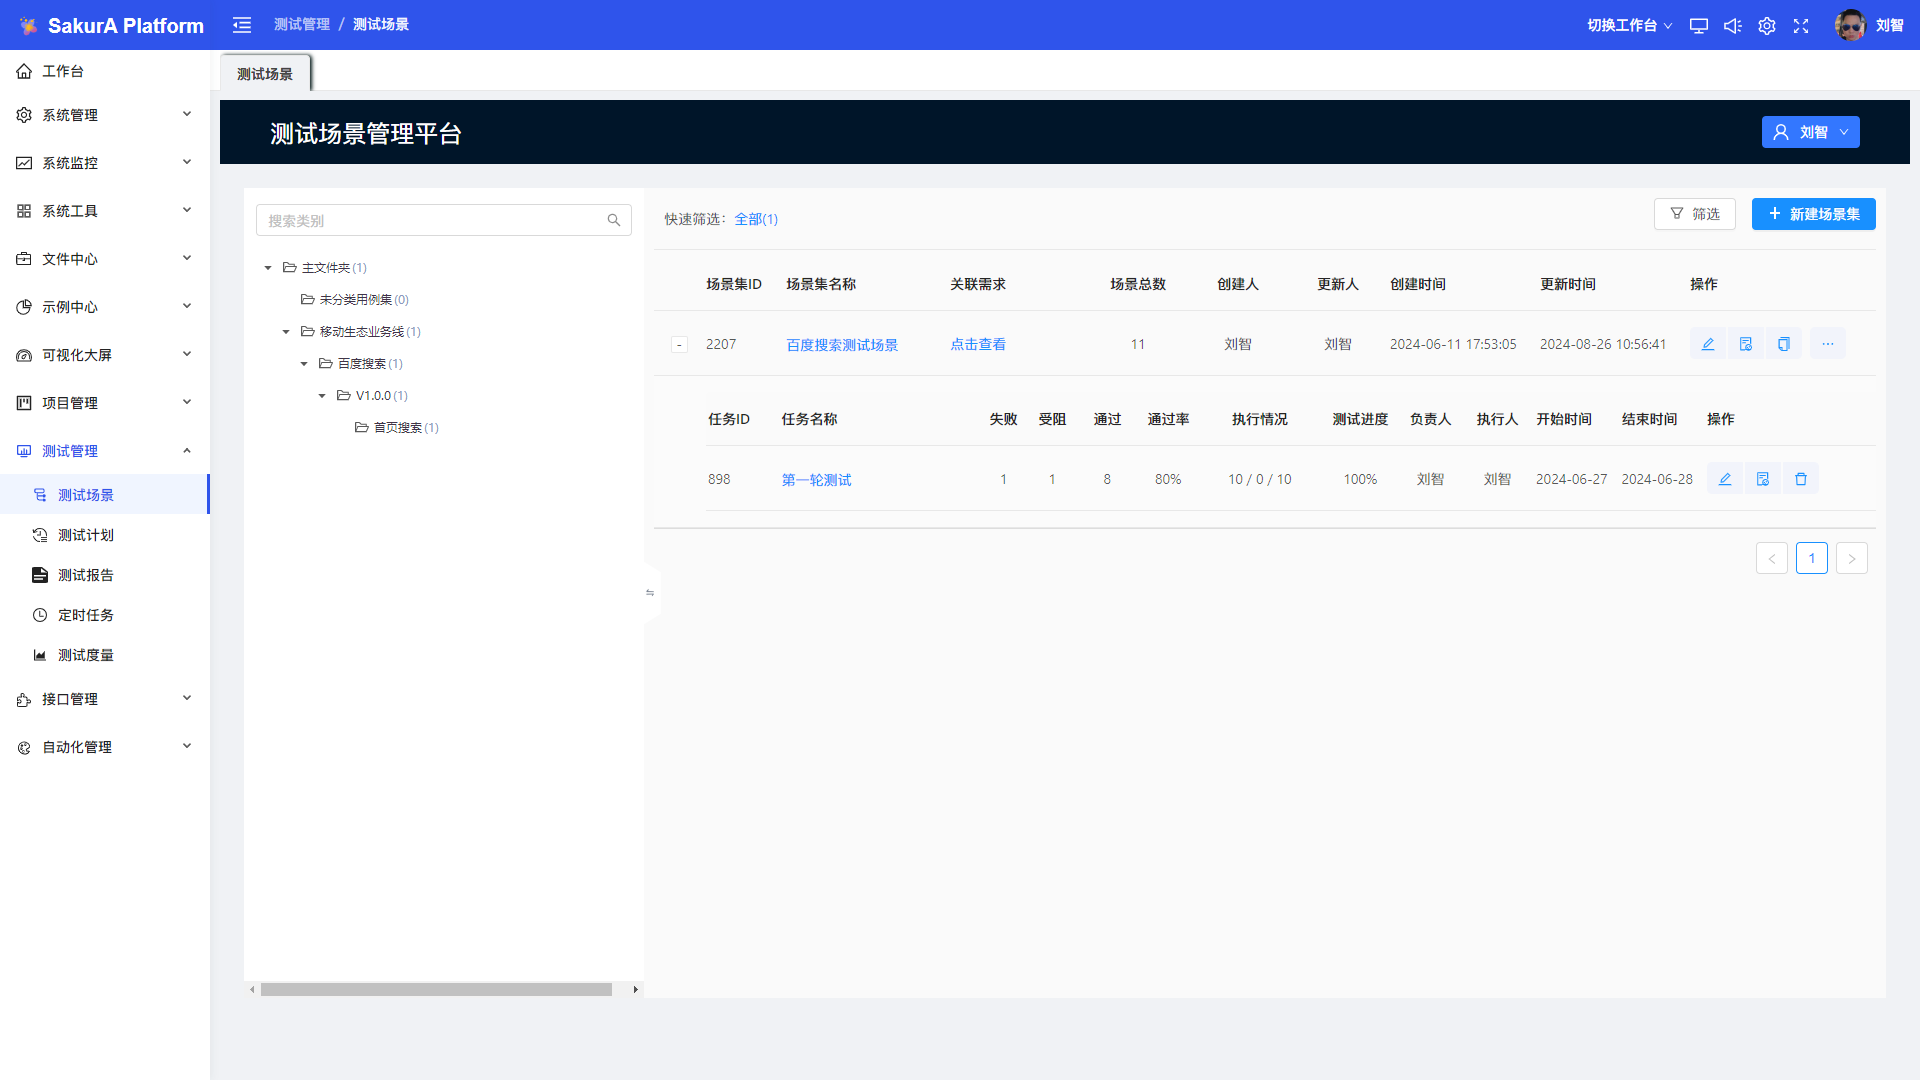 SakurA Platform
测试管理 / 测试场景
切换工作台
刘智
工作台
系统管理
系统监控
系统工具
文件中心
示例中心
可视化大屏
项目管理
测试管理
测试场景
测试计划
测试报告
定时任务
测试度量
接口管理
自动化管理
测试场景
测试场景管理平台
刘智
搜索类别
主文件夹 (1)
未分类用例集 (0)
移动生态业务线 (1)
百度搜索 (1)
V1.0.0 (1)
首页搜索 (1)
快速筛选： 全部(1)
筛选
+ 新建场景集
场景集ID 场景集名称 关联需求 场景总数 创建人 更新人 创建时间 更新时间 操作
- 2207 百度搜索测试场景 点击查看 11 刘智 刘智 2024-06-11 17:53:05 2024-08-26 10:56:41 ...
任务ID 任务名称 失败 受阻 通过 通过率 执行情况 测试进度 负责人 执行人 开始时间 结束时间 操作
898 第一轮测试 1 1 8 80% 10 / 0 / 10 100% 刘智 刘智 2024-06-27 2024-06-28
< 1 >